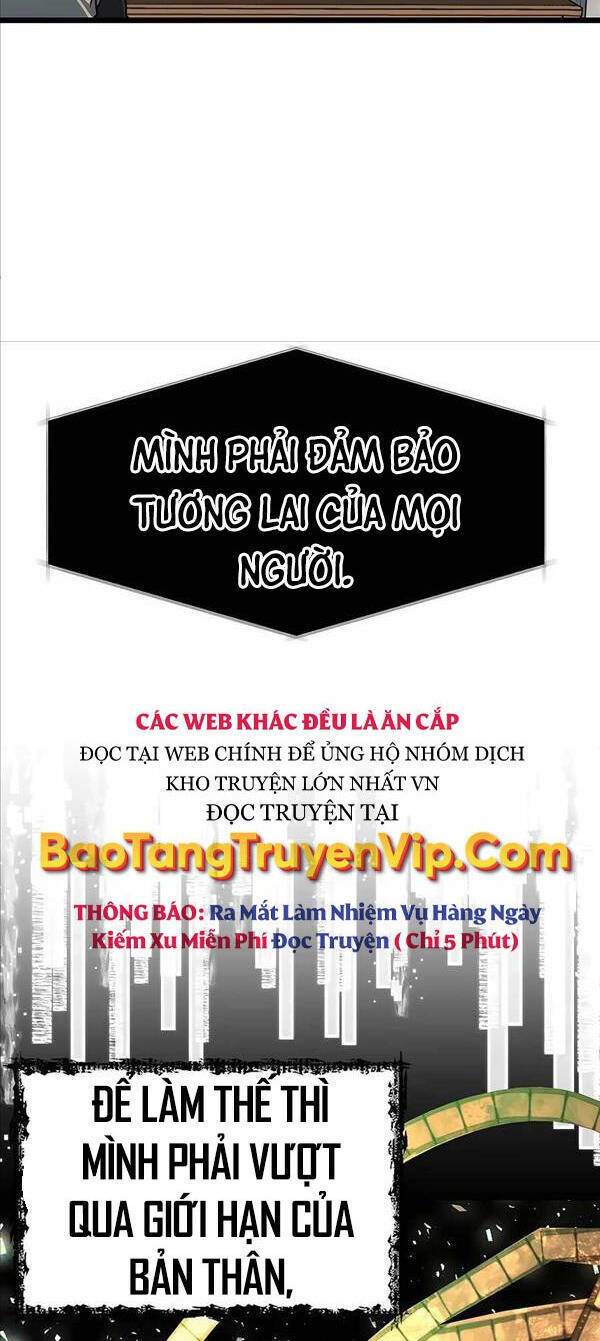 MÌNH PHẢI ĐẢM BẢO
TƯƠNG LAI CỦA MỌI
NGƯỜI.
CÁC WEB KHÁC ĐỀU LÀ ĂN CẮP
ĐỌC TẠI WEB CHÍNH ĐỂ ỦNG HỘ NHÓM DỊCH
KHO TRUYỆN LỚN NHẤT VN
ĐỌC TRUYỆN TẠI
BaoTangTruyenVip.Com
THÔNG BÁO: Ra Mắt Làm Nhiệm Vụ Hàng Ngày
Kiếm Xu Miễn Phí Đọc Truyện ( Chỉ 5 Phút)
ĐỂ LÀM THẾ THÌ
MÌNH PHẢI VƯỢT
QUA GIỚI HẠN CỦA
BẢN THÂN,